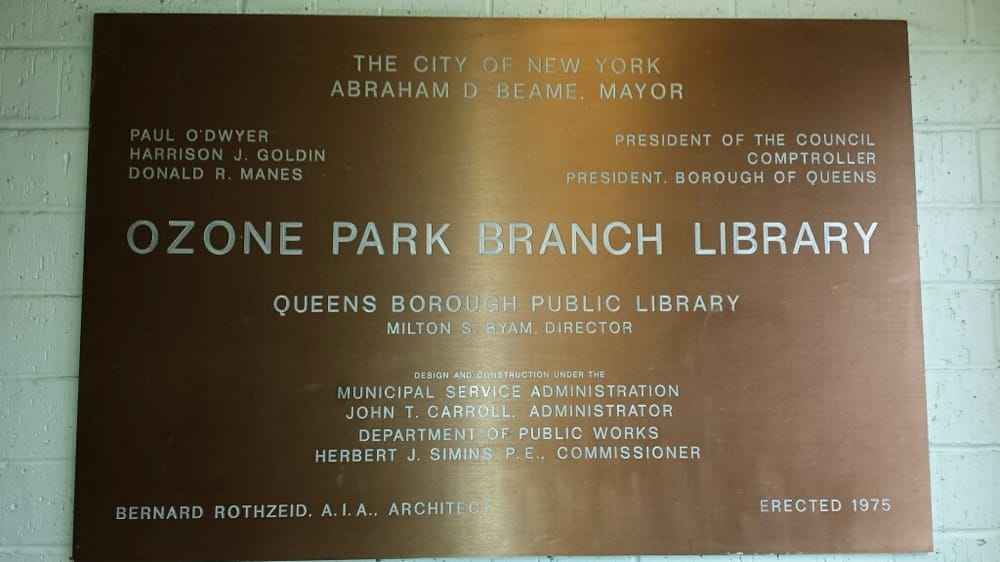 THE CITY OF NEW YORK
ABRAHAM D. BEAME, MAYOR
PAUL O'DWYER PRESIDENT OF THE COUNCIL
HARRISON J. GOLDIN COMPTROLLER
DONALD R. MANES PRESIDENT, BOROUGH OF QUEENS
OZONE PARK BRANCH LIBRARY
QUEENS BOROUGH PUBLIC LIBRARY
MILTON S. BYAM, DIRECTOR
DESIGN AND CONSTRUCTION UNDER THE
MUNICIPAL SERVICE ADMINISTRATION
JOHN T. CARROLL, ADMINISTRATOR
DEPARTMENT OF PUBLIC WORKS
HERBERT J. SIMINS, P.E., COMMISSIONER
BERNARD ROTHZEID, A.I.A., ARCHITECT ERECTED 1975